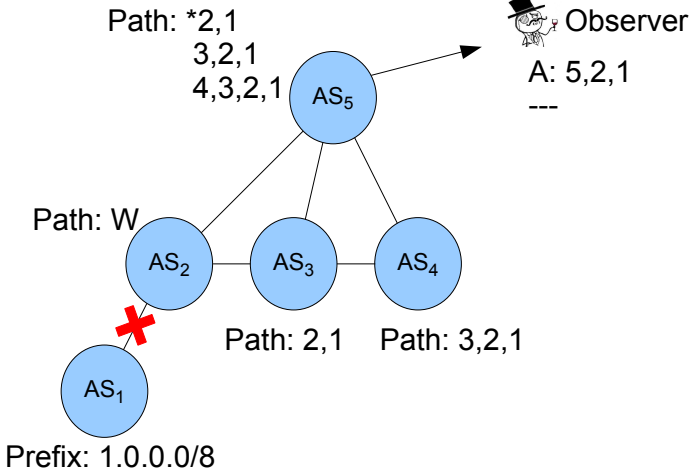 Path: *2,1
3,2,1
4,3,2,1
Observer
A: 5,2,1
---
AS5
Path: W
AS2
AS3
AS4
Path: 2,1
Path: 3,2,1
AS1
Prefix: 1.0.0.0/8